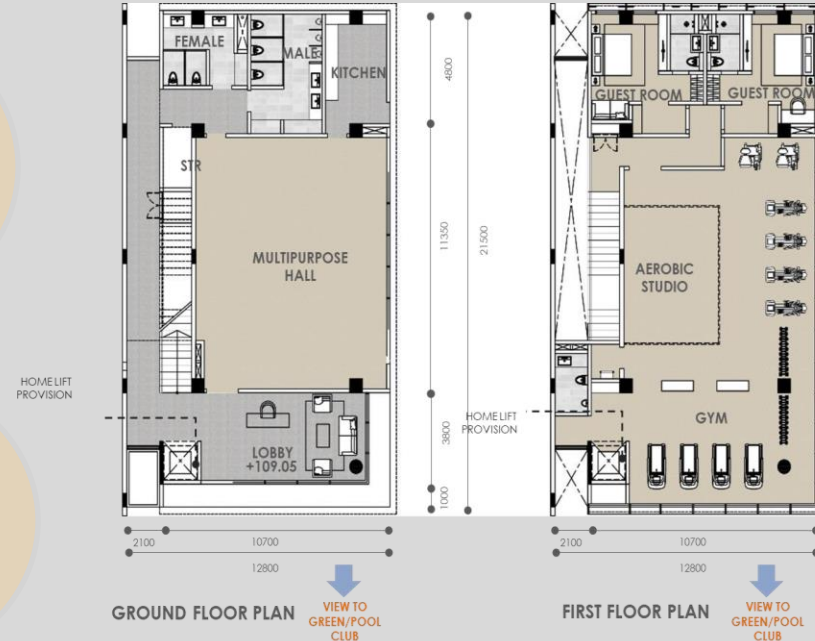 FEMALE
MALE
KITCHEN
STR
MULTIPURPOSE
HALL
HOME LIFT
PROVISION
LOBBY
+109.05
4800
11350
21500
3800
1000
2100
10700
12800
GROUND FLOOR PLAN
VIEW TO
GREEN/POOL
CLUB
GUEST ROOM
GUEST ROOM
AEROBIC
STUDIO
GYM
HOME LIFT
PROVISION
2100
10700
12800
FIRST FLOOR PLAN
VIEW TO
GREEN/POOL
CLUB